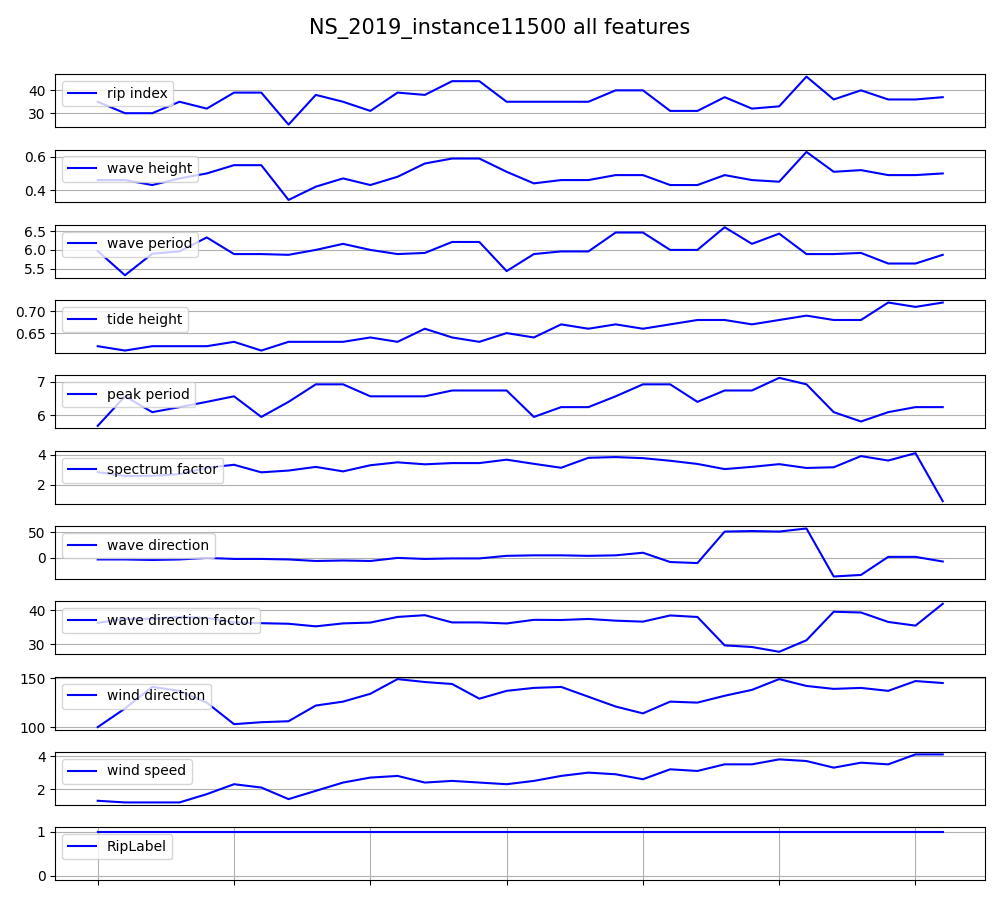 NS_2019_instance11500 all features
40
30
rip index
0.6
0.4
wave height
6.5
6.0
5.5
wave period
0.70
0.65
tide height
7
6
peak period
4
2
spectrum factor
50
0
wave direction
40
30
wave direction factor
150
100
wind direction
4
2
wind speed
1
0
RipLabel